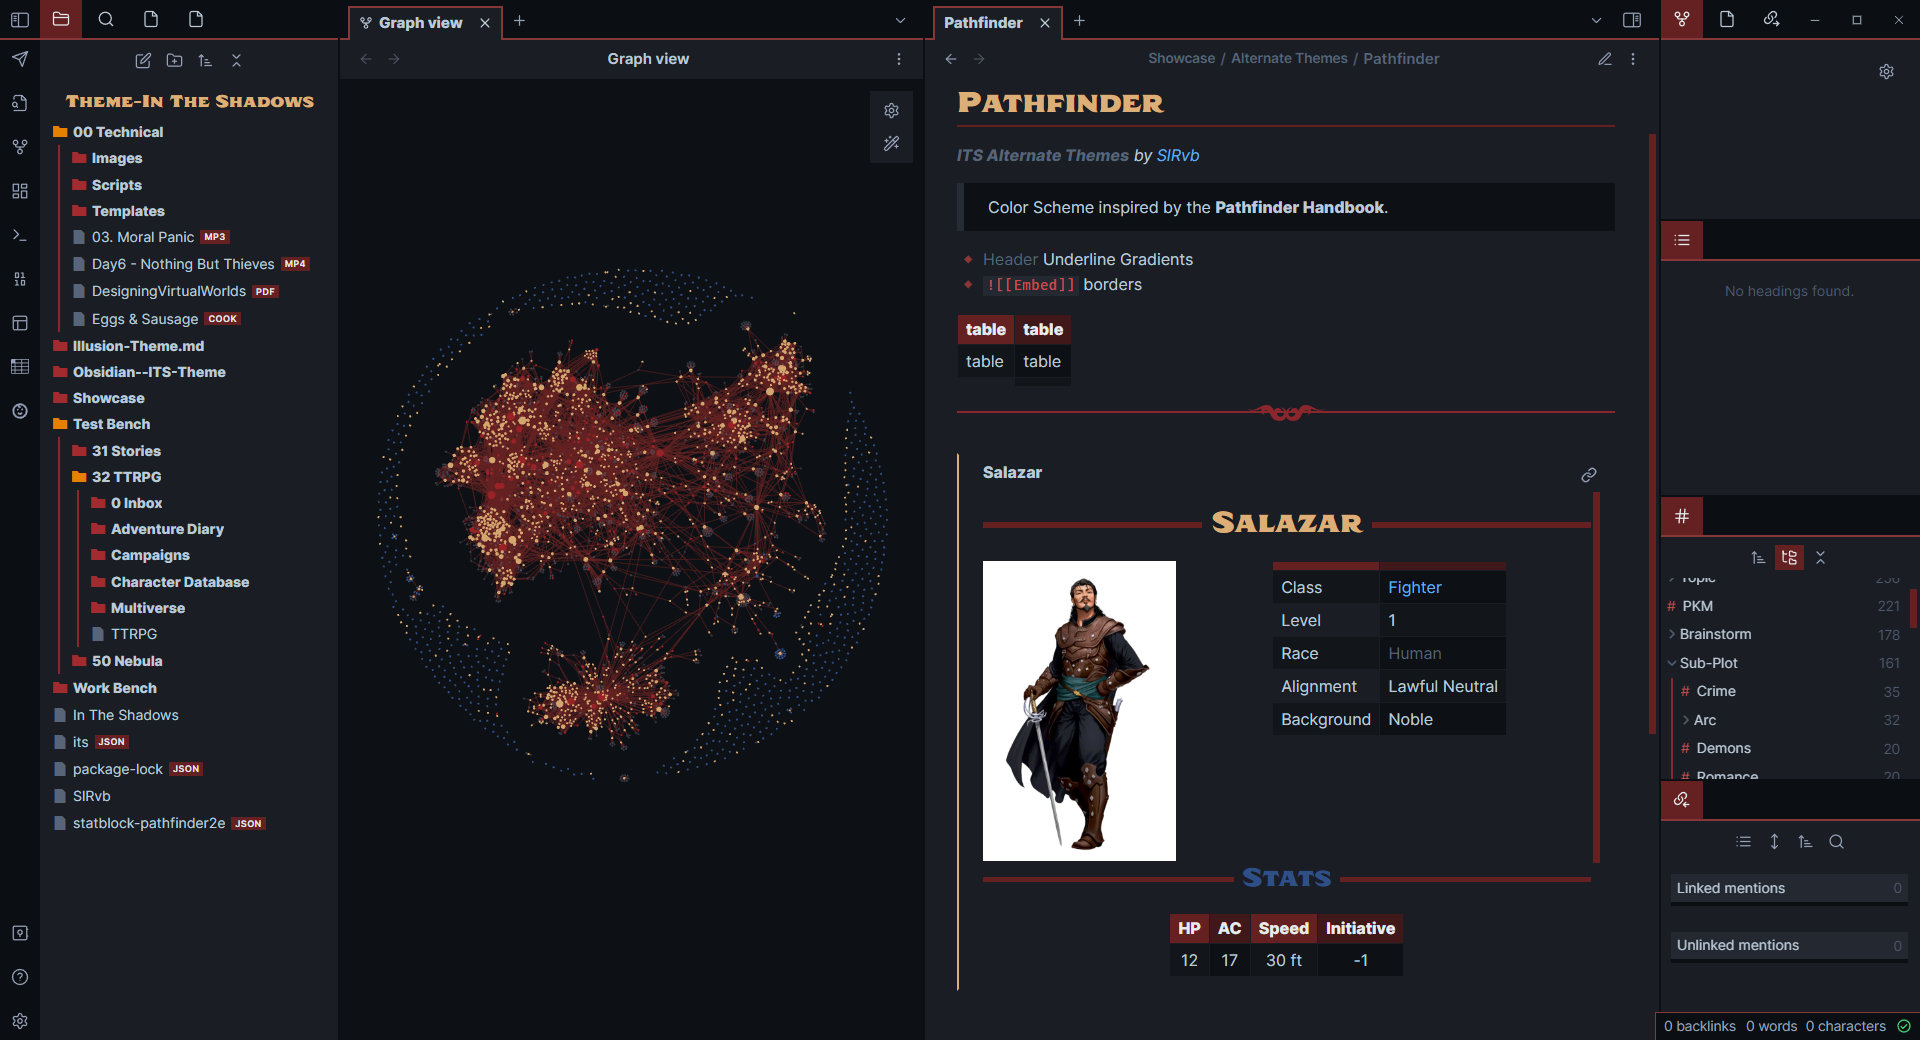 Graph view
Pathfinder
Graph view
Showcase / Alternate Themes / Pathfinder
Theme-In The Shadows
00 Technical
Images
Scripts
Templates
03. Moral Panic MP3
Day6 - Nothing But Thieves MP4
DesigningVirtualWorlds PDF
Eggs & Sausage COOK
Illusion-Theme.md
Obsidian--ITS-Theme
Showcase
Test Bench
31 Stories
32 TTRPG
0 Inbox
Adventure Diary
Campaigns
Character Database
Multiverse
TTRPG
50 Nebula
Work Bench
In The Shadows
its JSON
package-lock JSON
SIRvb
statblock-pathfinder2e JSON
Pathfinder
ITS Alternate Themes by SIRvb
Color Scheme inspired by the Pathfinder Handbook.
Header Underline Gradients
![[Embed]] borders
table table
table table
Salazar
Salazar
Class Fighter
Level 1
Race Human
Alignment Lawful Neutral
Background Noble
Stats
HP AC Speed Initiative
12 17 30 ft -1
No headings found.
#
Topic 256
# PKM 221
Brainstorm 178
Sub-Plot 161
# Crime 35
Arc 32
# Demons 20
# Romance 20
Linked mentions 0
Unlinked mentions 0
0 backlinks 0 words 0 characters